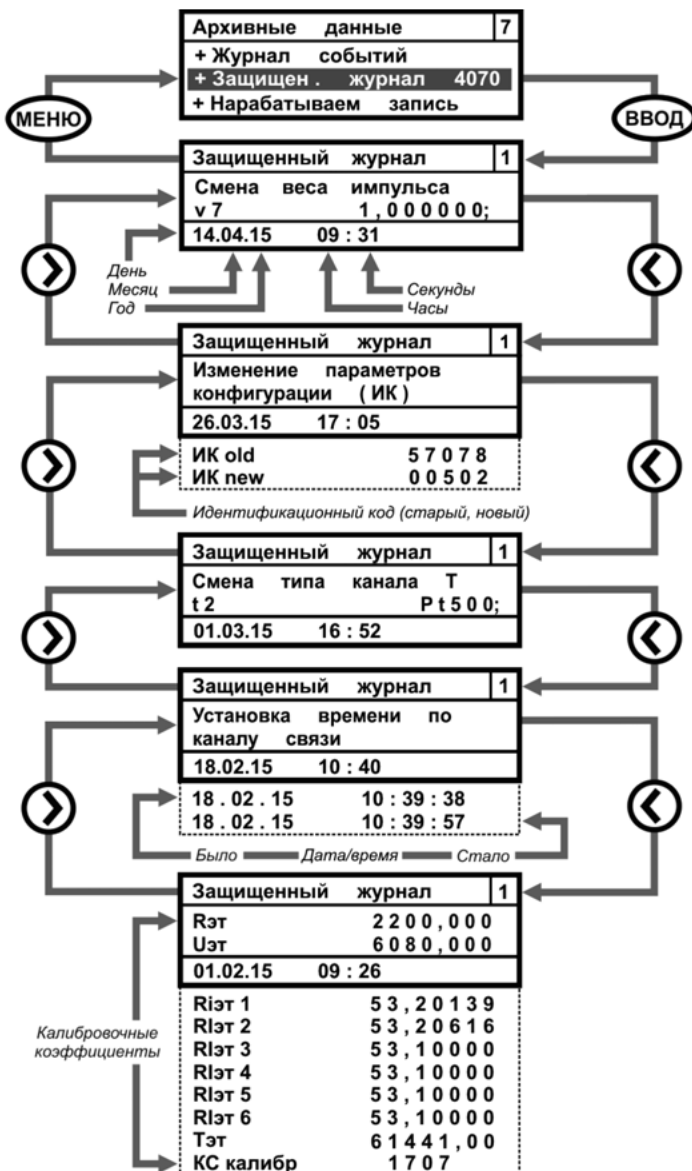 Архивные данные 7
+ Журнал событий
+ Защищен . журнал 4070
+ Нарабатываем запись
МЕНЮ
ВВОД
Защищенный журнал 1
Смена веса импульса
v 7 1,000000;
14.04.15 09 : 31
День
Месяц
Год
Секунды
Часы
Защищенный журнал 1
Изменение параметров
конфигурации ( ИК )
26.03.15 17 : 05
ИК old 57078
ИК new 00502
Идентификационный код (старый, новый)
Защищенный журнал 1
Смена типа канала Т
t 2 Pt500;
01.03.15 16 : 52
Защищенный журнал 1
Установка времени по
каналу связи
18.02.15 10 : 40
18 . 02 . 15 10 : 39 : 38
18 . 02 . 15 10 : 39 : 57
Было Дата/время Стало
Защищенный журнал 1
Rэт 2200,000
Uэт 6080,000
01.02.15 09 : 26
Калибровочные
коэффициенты
Riэт 1 53,20139
RIэт 2 53,20616
RIэт 3 53,10000
RIэт 4 53,10000
RIэт 5 53,10000
RIэт 6 53,10000
Тэт 61441,00
КС калибр 1707